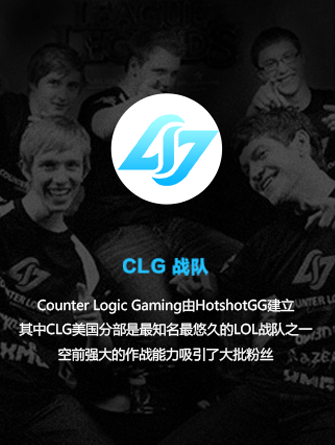 LEAGUE
LEGENDS
CLG 战队
Counter Logic Gaming由HotshotGG建立
其中CLG美国分部是最知名最悠久的LOL战队之一
空前强大的作战能力吸引了大批粉丝